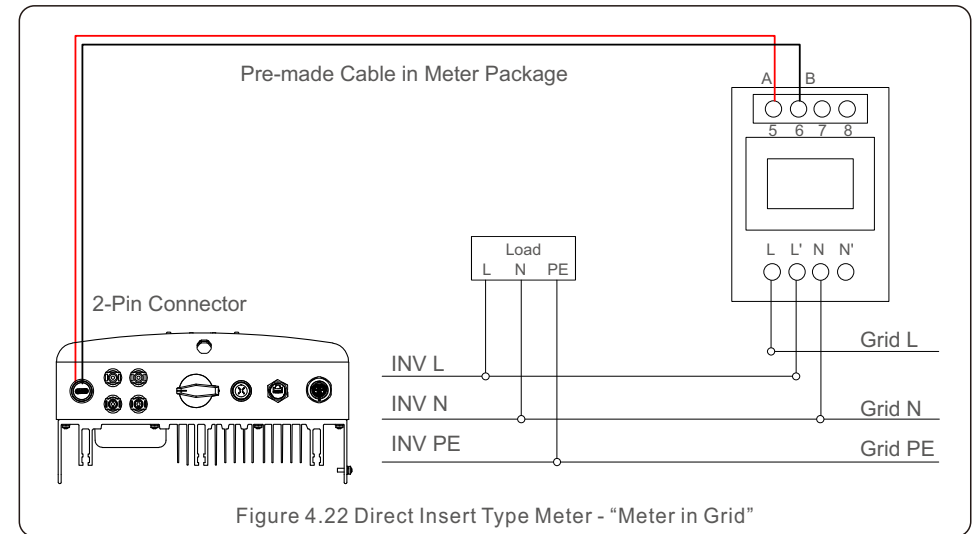 Pre-made Cable in Meter Package
A B
5 6 7 8
Load
L N PE
L L' N N'
2-Pin Connector
INV L
Grid L
INV N
Grid N
INV PE
Grid PE
Figure 4.22 Direct Insert Type Meter - “Meter in Grid”